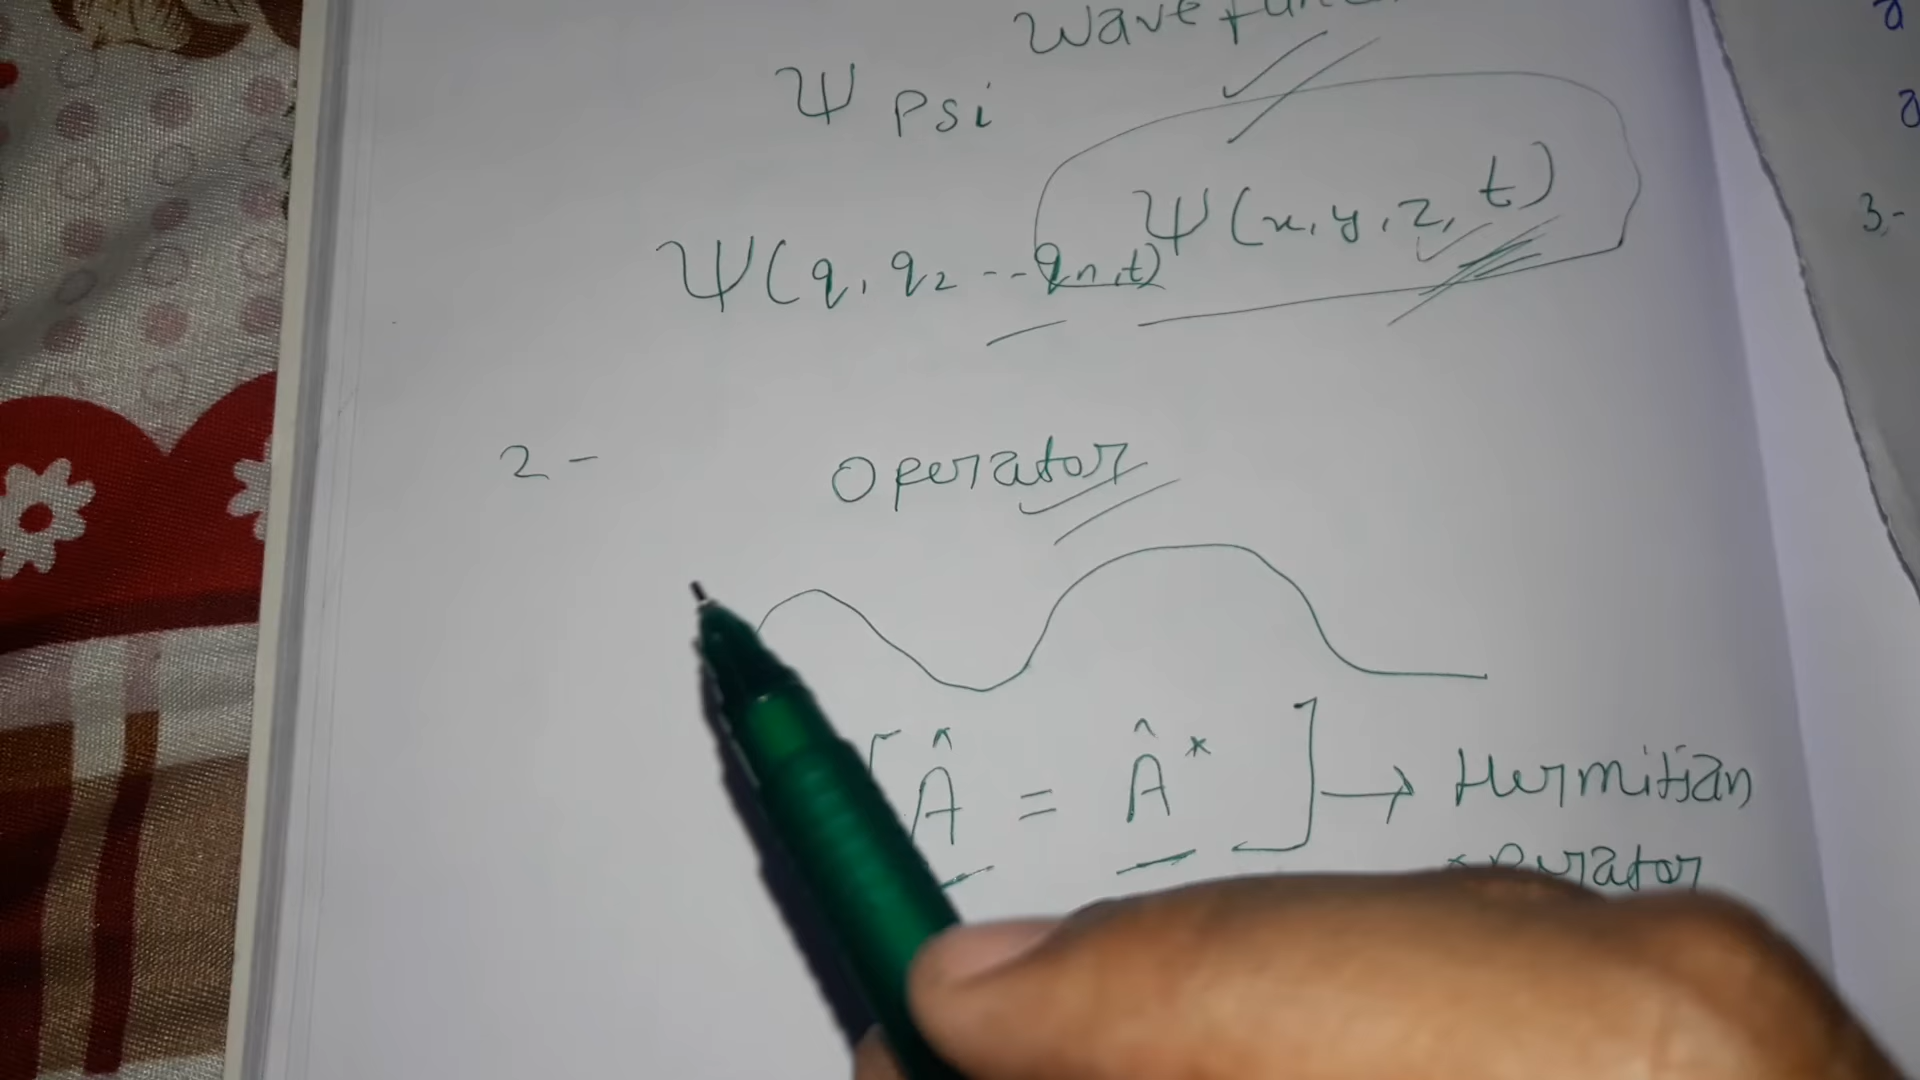 Wave
Ψ Psi
Ψ(x, y, z, t)
Ψ(q, q2 --- qn, t)
2 - Operator
[Â = Â*] → Hermitian
operator
3-